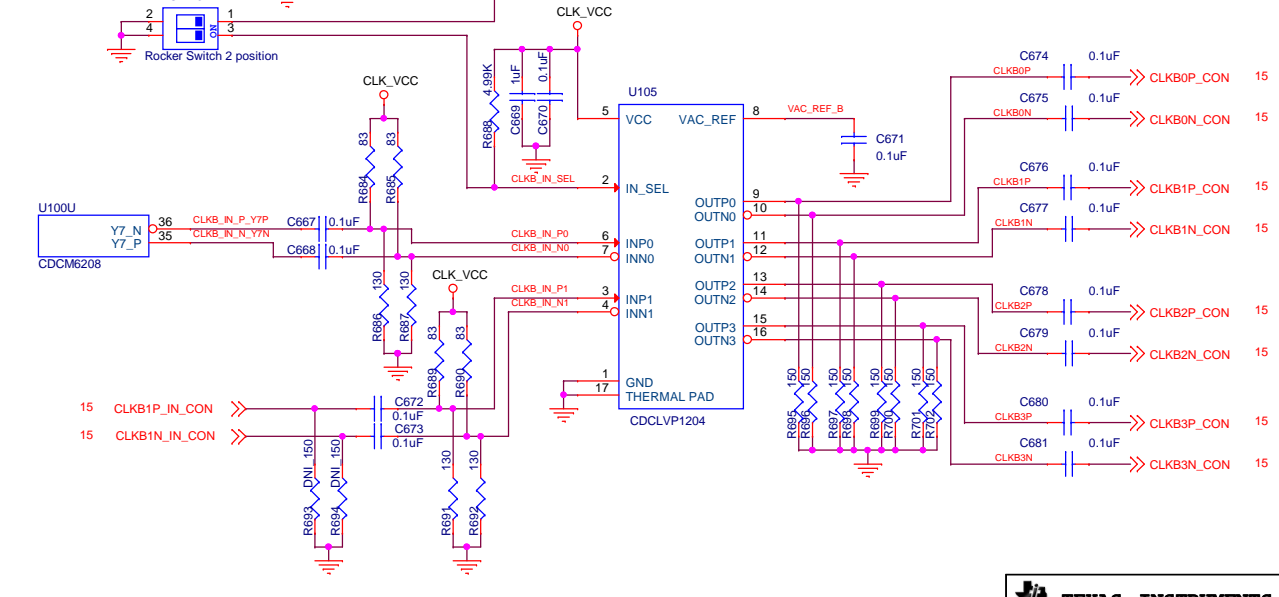 CLK_VCC
2 1
4 3
ON
Rocker Switch 2 position
CLK_VCC
4.99K
R688
1uF
C669
0.1uF
C670
U105
5 VCC
VAC_REF 8
VAC_REF_B
C671
0.1uF
CLKB_IN_SEL 2 IN_SEL
83
R684
83
R685
U100U
Y7_N 36
Y7_P 35
CDCM6208
CLKB_IN_P_Y7P
CLKB_IN_N_Y7N
C667 0.1uF
C668 0.1uF
CLKB_IN_P0 6 INP0
CLKB_IN_N0 7 INN0
130
R686
130
R687
CLK_VCC
CLKB_IN_P1 3 INP1
CLKB_IN_N1 4 INN1
83
R689
83
R690
1 GND
17 THERMAL PAD
CDCLVP1204
OUTP0 9
OUTN0 10
OUTP1 11
OUTN1 12
OUTP2 13
OUTN2 14
OUTP3 15
OUTN3 16
15 CLKB1P_IN_CON
15 CLKB1N_IN_CON
C672
0.1uF
C673
0.1uF
DNI_150
R693
DNI_150
R694
130
R691
130
R692
150
R695
150
R696
150
R697
150
R698
150
R699
150
R700
150
R701
150
R702
C674 0.1uF
CLKB0P CLKB0P_CON 15
C675 0.1uF
CLKB0N CLKB0N_CON 15
C676 0.1uF
CLKB1P CLKB1P_CON 15
C677 0.1uF
CLKB1N CLKB1N_CON 15
C678 0.1uF
CLKB2P CLKB2P_CON 15
C679 0.1uF
CLKB2N CLKB2N_CON 15
C680 0.1uF
CLKB3P CLKB3P_CON 15
C681 0.1uF
CLKB3N CLKB3N_CON 15
TEXAS INSTRUMENTS